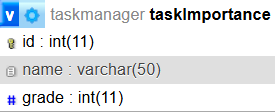 v taskmanager taskImportance
id : int(11)
name : varchar(50)
# grade : int(11)